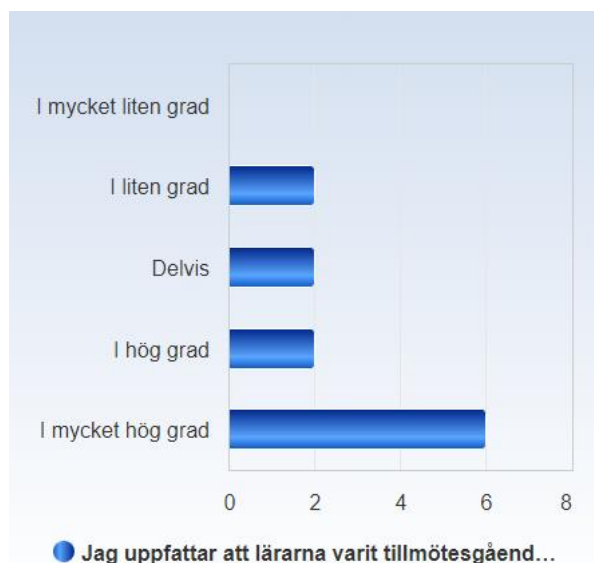 I mycket liten grad
I liten grad
Delvis
I hög grad
I mycket hög grad
0 2 4 6 8
Jag uppfattar att lärarna varit tillmötesgåend...